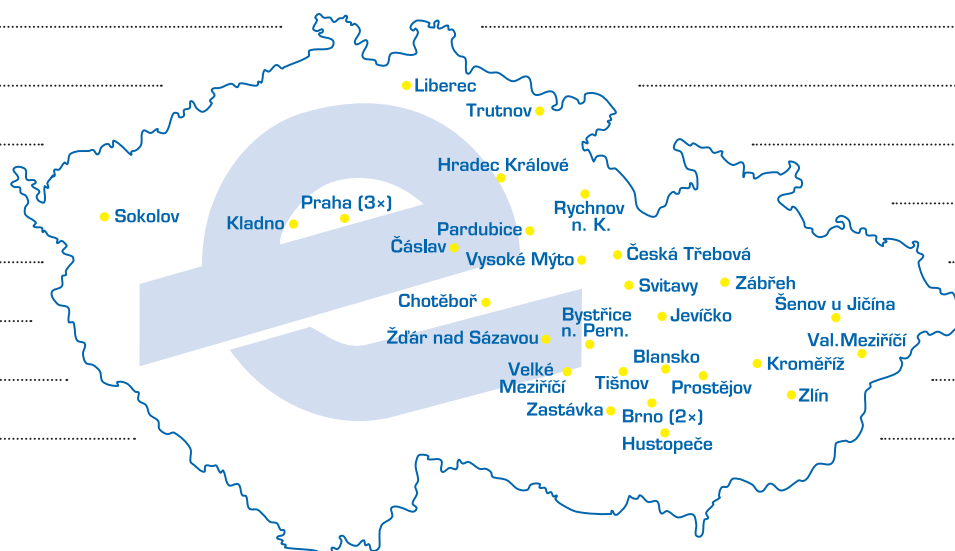 Liberec
Trutnov
Hradec Králové
Praha (3×)
Rychnov
n. K.
Sokolov
Kladno
Pardubice
Čáslav
Vysoké Mýto
Česká Třebová
Svitavy
Zábřeh
Šenov u Jičína
Chotěboř
Bystřice
n. Pern.
Jevíčko
Žďár nad Sázavou
Val.Meziříčí
Blansko
Kroměříž
Velké
Meziříčí
Tišnov
Prostějov
Zlín
Zastávka
Brno (2×)
Hustopeče